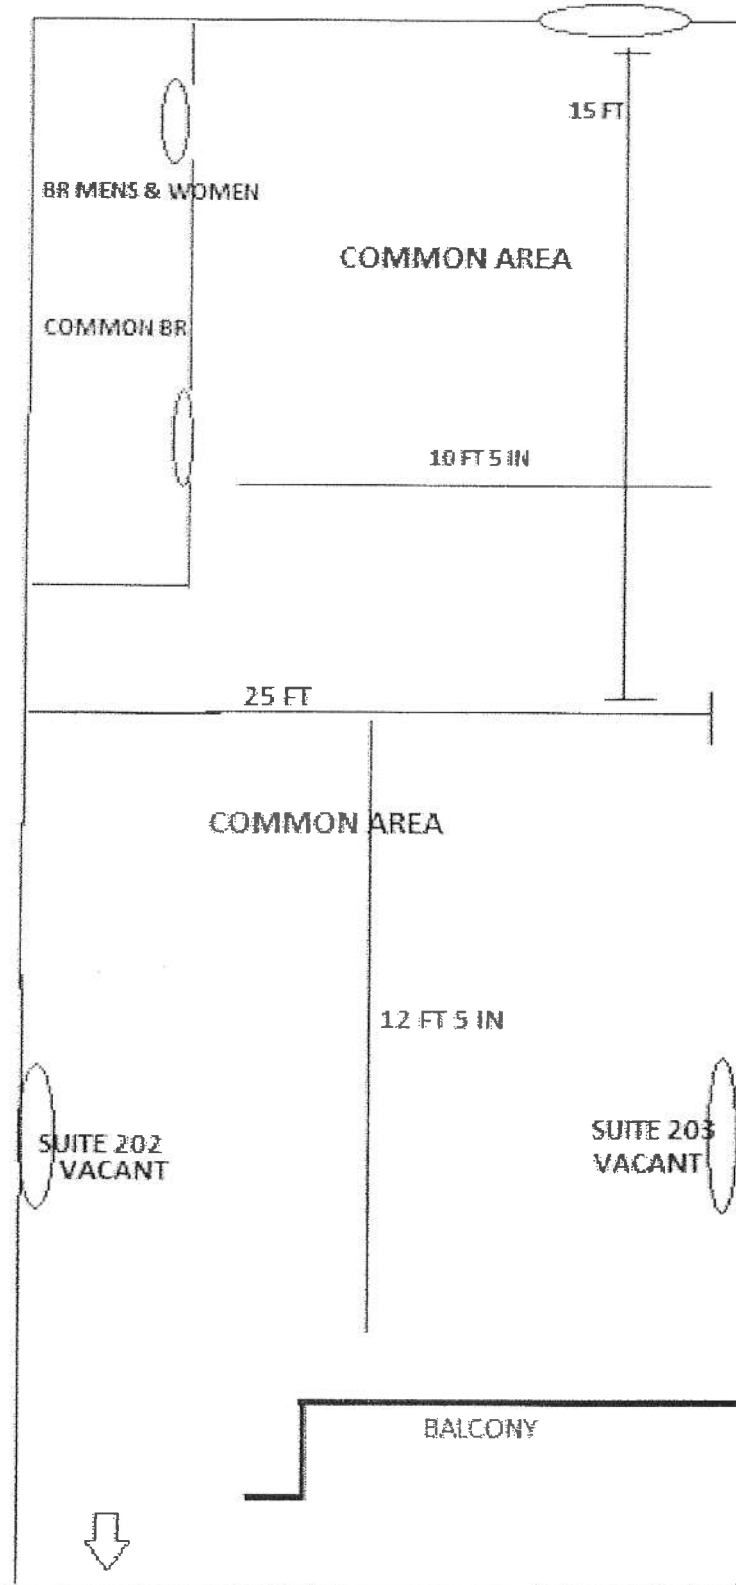 15 FT
BR MENS & WOMEN
COMMON AREA
COMMON BR
10 FT 5 IN
25 FT
COMMON AREA
12 FT 5 IN
SUITE 202
VACANT
SUITE 203
VACANT
BALCONY